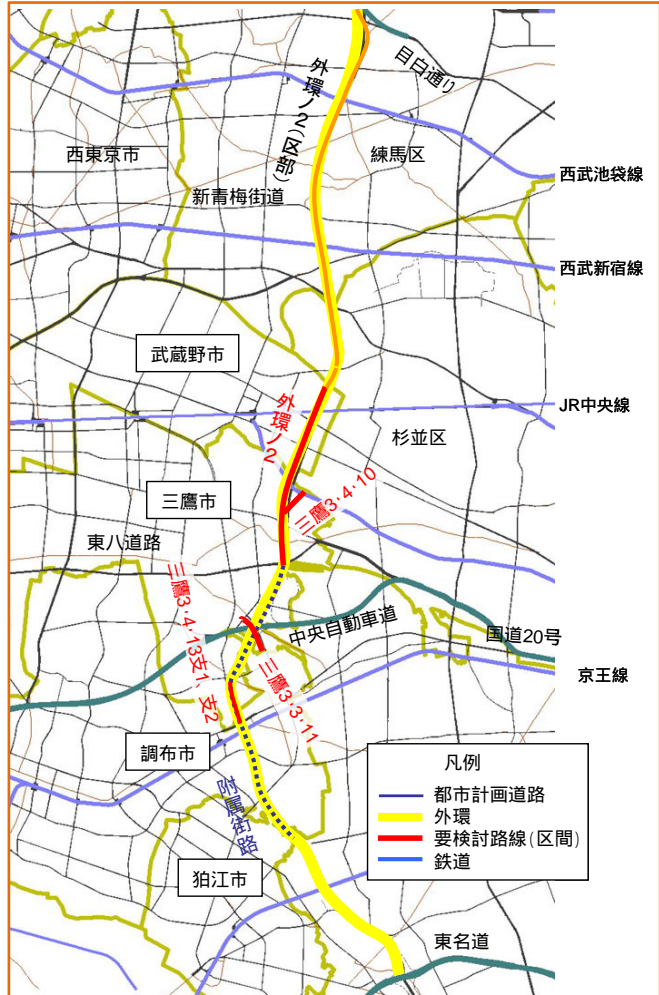 目白通り
外環ノ2(区部)
西東京市
練馬区
西武池袋線
新青梅街道
西武新宿線
武蔵野市
JR中央線
外環ノ2
杉並区
三鷹市
三鷹3・4・10
東八道路
三鷹3・4・13支1、支2
中央自動車道
国道20号
京王線
三鷹3・3・11
調布市
附属街路
狛江市
東名道
凡例
都市計画道路
外環
要検討路線(区間)
鉄道